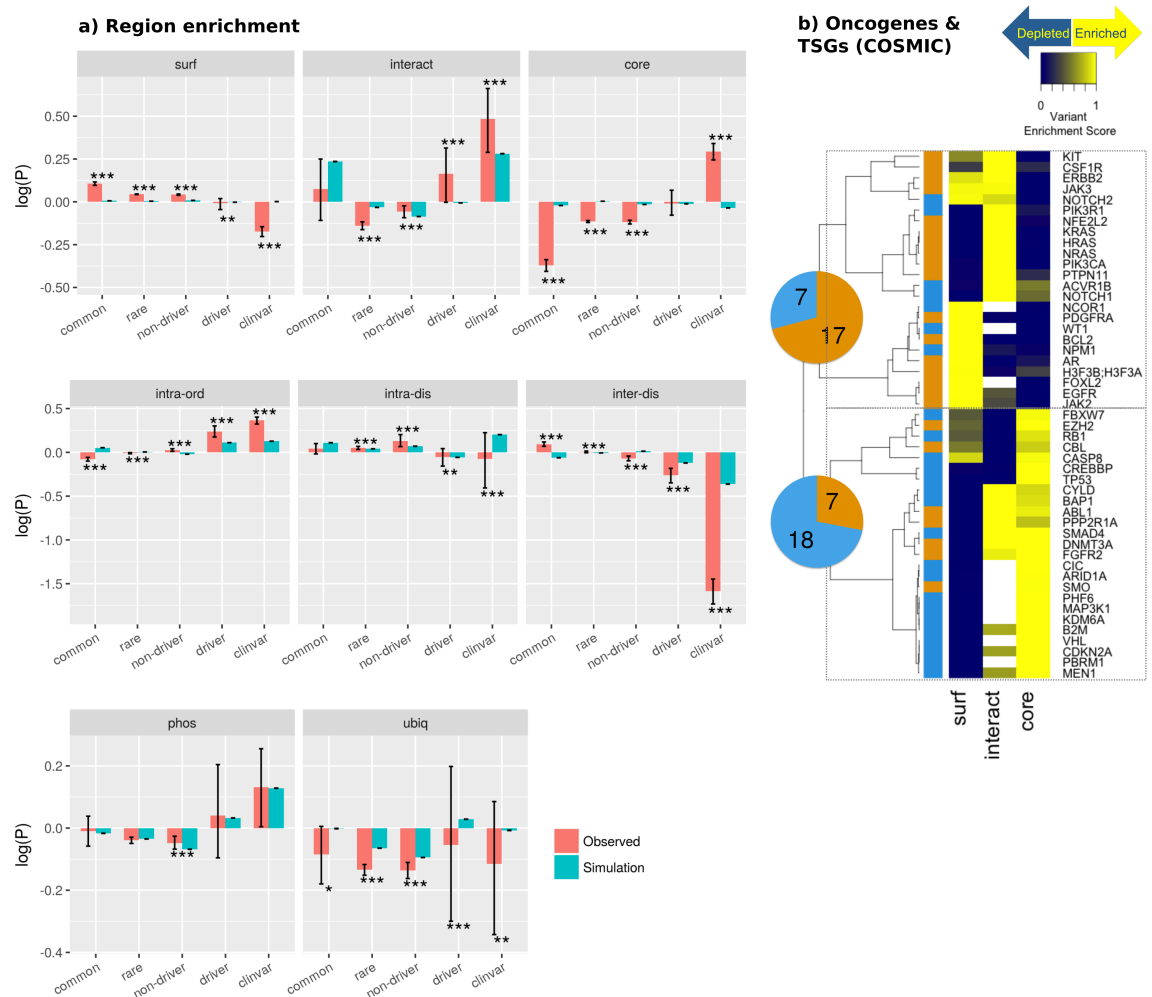 a) Region enrichment
surf
interact
core
log(P)
0.50
0.25
0.00
-0.25
-0.50
***
***
***
**
***
***
***
***
***
***
***
***
***
common
rare
non-driver
driver
clinvar
common
rare
non-driver
driver
clinvar
common
rare
non-driver
driver
clinvar
intra-ord
intra-dis
inter-dis
log(P)
0.5
0.0
-0.5
-1.0
-1.5
***
***
***
***
***
***
***
**
***
***
***
***
***
***
common
rare
non-driver
driver
clinvar
common
rare
non-driver
driver
clinvar
common
rare
non-driver
driver
clinvar
phos
ubiq
log(P)
0.2
0.0
-0.2
-0.4
***
*
***
***
***
**
common
rare
non-driver
driver
clinvar
common
rare
non-driver
driver
clinvar
Observed
Simulation
b) Oncogenes &
TSGs (COSMIC)
Depleted Enriched
0 1
Variant
Enrichment Score
7
17
7
18
KIT
CSF1R
ERBB2
JAK3
NOTCH2
PIK3R1
NFE2L2
KRAS
HRAS
NRAS
PIK3CA
PTPN11
ACVR1B
NOTCH1
NCOR1
PDGFRA
WT1
BCL2
NPM1
AR
H3F3B;H3F3A
FOXL2
EGFR
JAK2
FBXW7
EZH2
RB1
CBL
CASP8
CREBBP
TP53
CYLD
BAP1
ABL1
PPP2R1A
SMAD4
DNMT3A
FGFR2
CIC
ARID1A
SMO
PHF6
MAP3K1
KDM6A
B2M
VHL
CDKN2A
PBRM1
MEN1
surf
interact
core